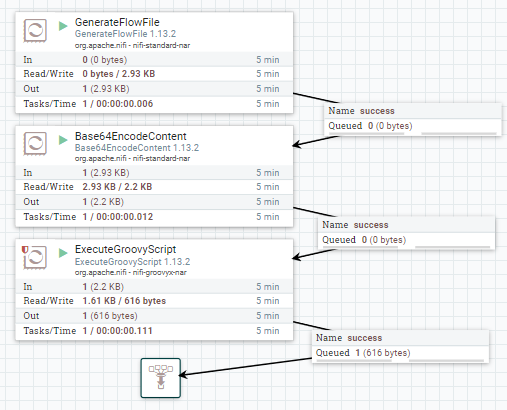 GenerateFlowFile
GenerateFlowFile 1.13.2
org.apache.nifi - nifi-standard-nar
In 0 (0 bytes) 5 min
Read/Write 0 bytes / 2.93 KB 5 min
Out 1 (2.93 KB) 5 min
Tasks/Time 1 / 00:00:00.006 5 min
Name success
Queued 0 (0 bytes)
Base64EncodeContent
Base64EncodeContent 1.13.2
org.apache.nifi - nifi-standard-nar
In 1 (2.93 KB) 5 min
Read/Write 2.93 KB / 2.2 KB 5 min
Out 1 (2.2 KB) 5 min
Tasks/Time 1 / 00:00:00.012 5 min
Name success
Queued 0 (0 bytes)
ExecuteGroovyScript
ExecuteGroovyScript 1.13.2
org.apache.nifi - nifi-groovyx-nar
In 1 (2.2 KB) 5 min
Read/Write 1.61 KB / 616 bytes 5 min
Out 1 (616 bytes) 5 min
Tasks/Time 1 / 00:00:00.111 5 min
Name success
Queued 1 (616 bytes)